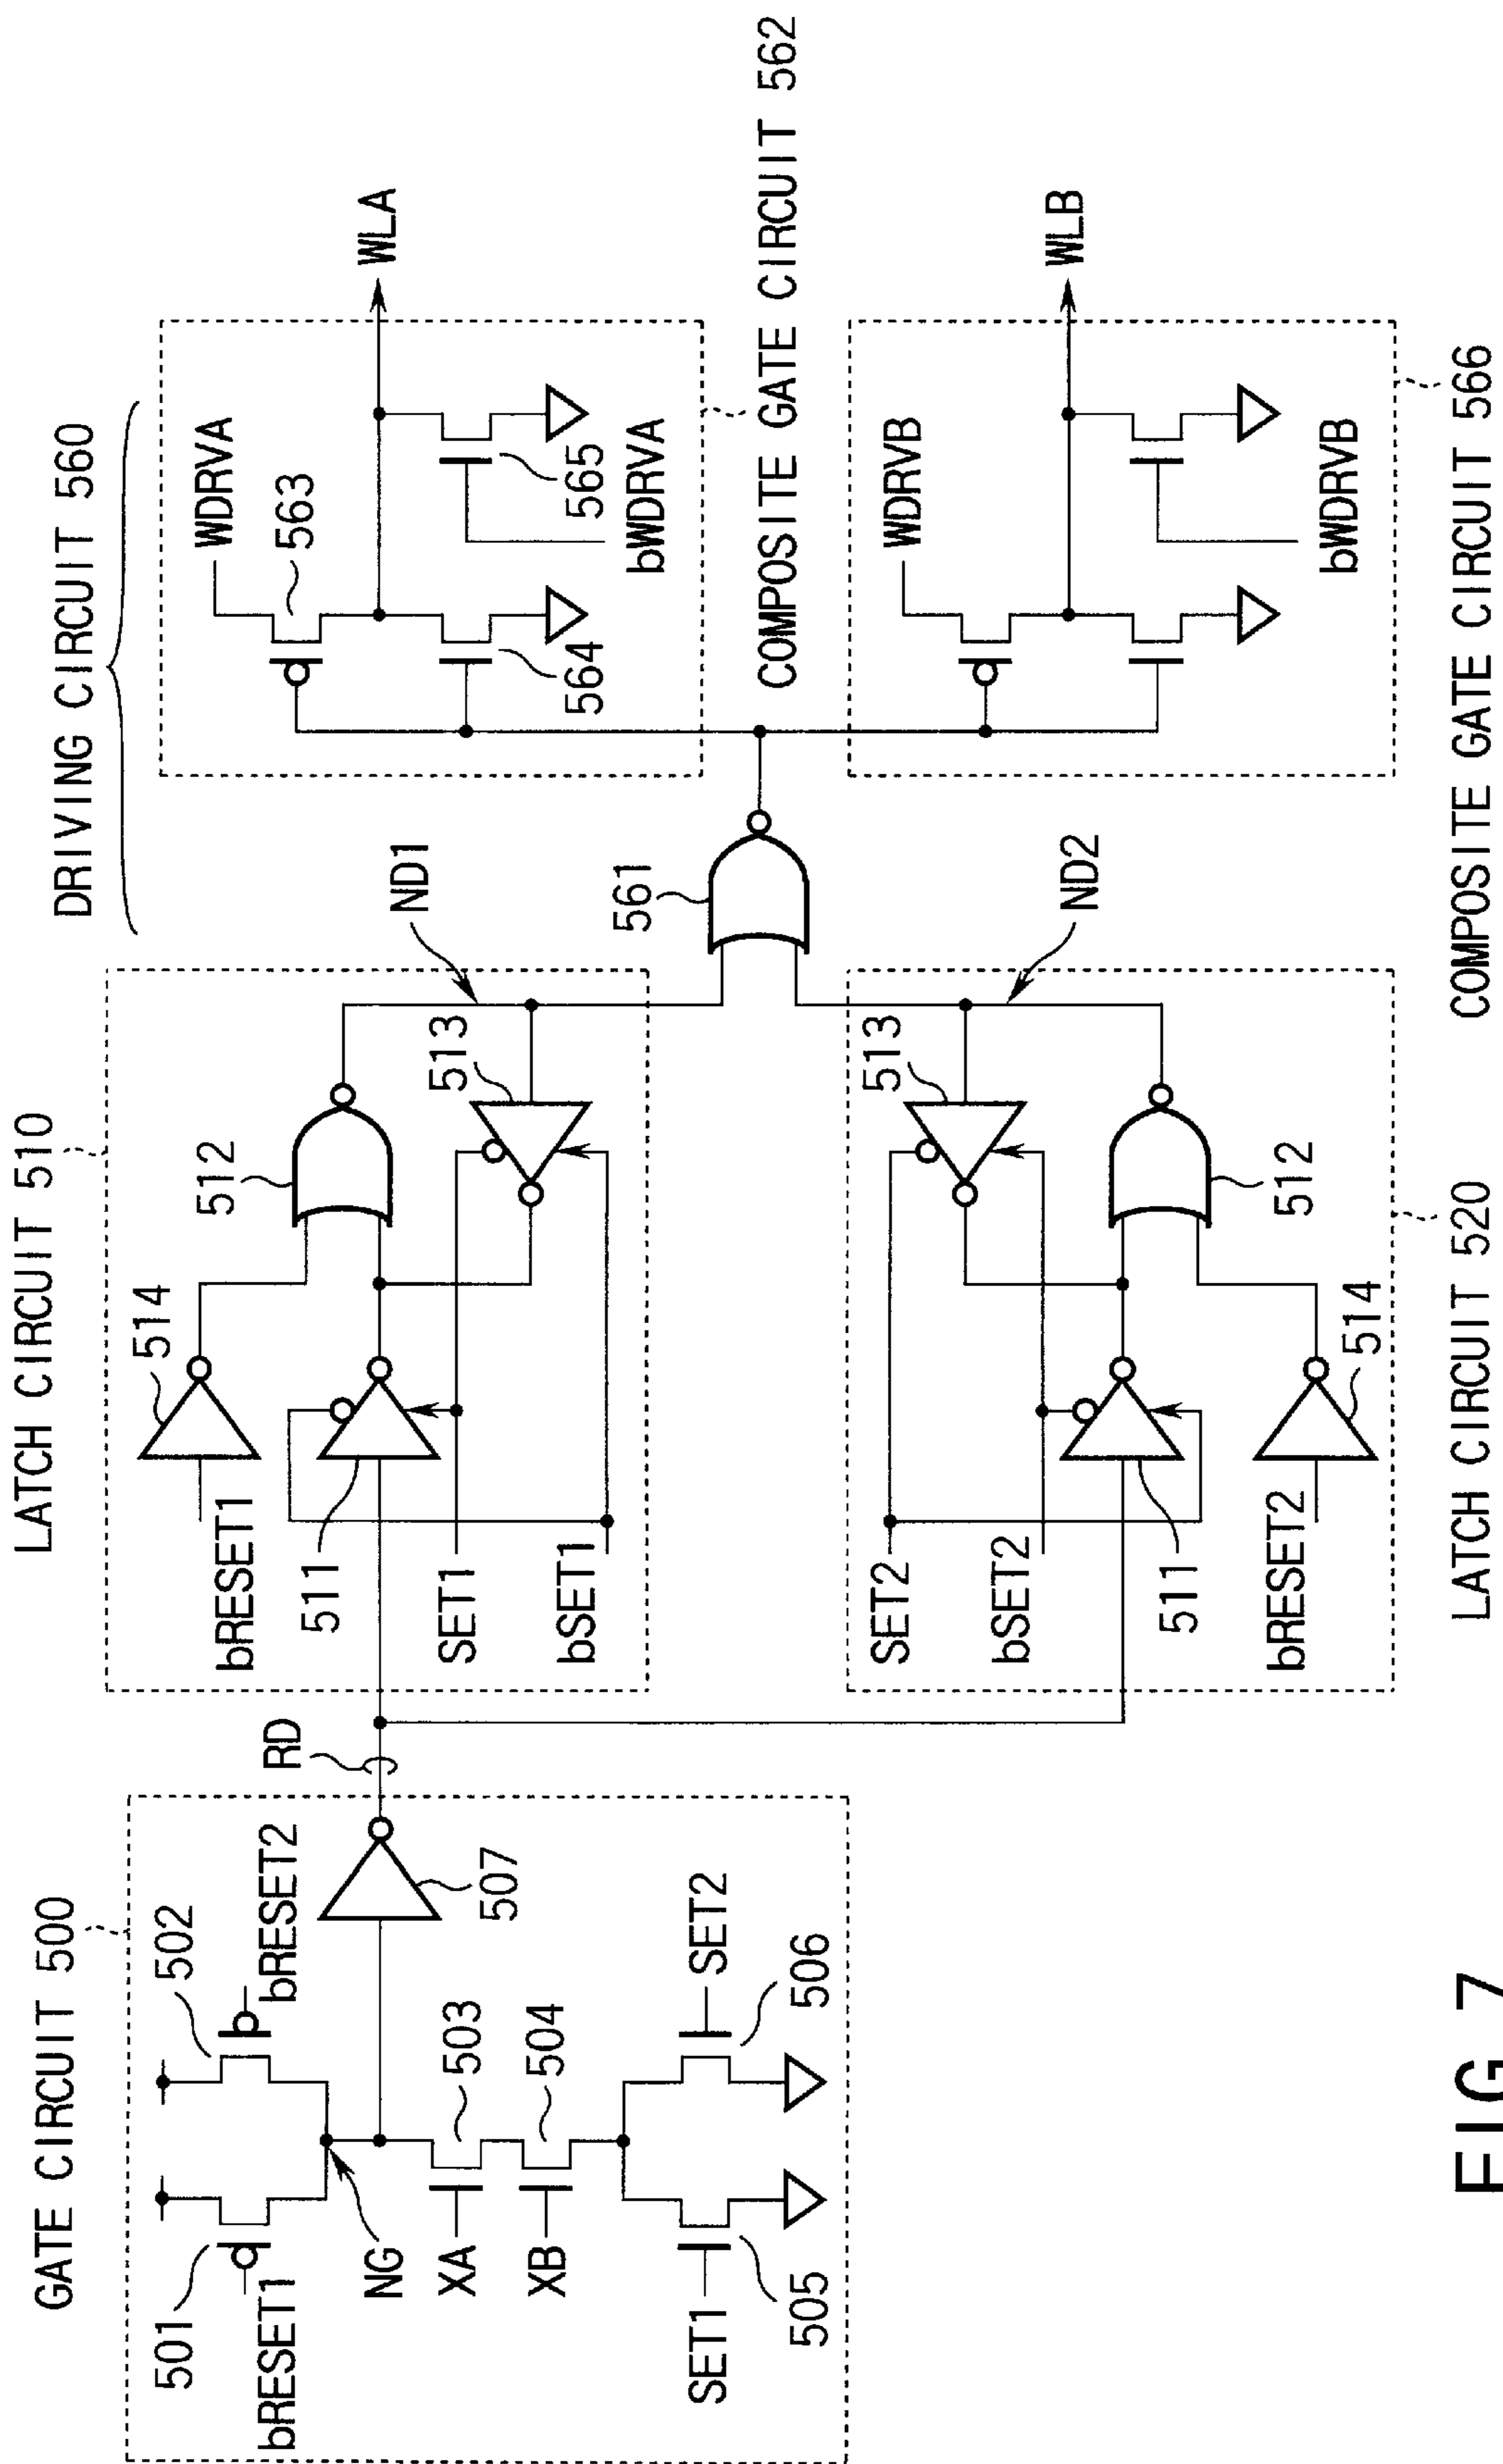 GATE CIRCUIT 500
501
502
bRESET1
bRESET2
NG
XA
503
XB
504
SET1
505
506
SET2
507
RD
LATCH CIRCUIT 510
514
bRESET1
512
511
SET1
513
bSET1
ND1
SET2
bSET2
513
511
512
bRESET2
514
ND2
LATCH CIRCUIT 520
DRIVING CIRCUIT 560
561
WDRVA
563
564
565
bWDRVA
WLA
COMPOSITE GATE CIRCUIT 562
WDRVB
bWDRVB
WLB
COMPOSITE GATE CIRCUIT 566
FIG. 7